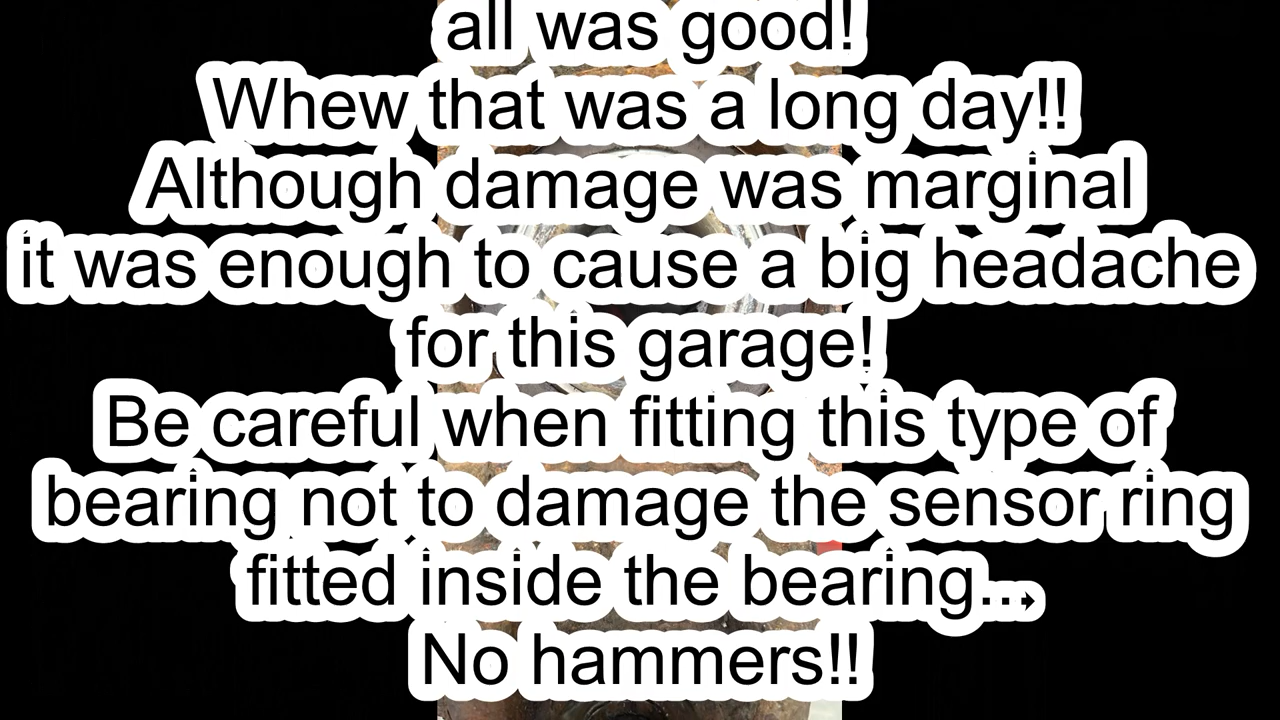 all was good!
Whew that was a long day!!
Although damage was marginal
it was enough to cause a big headache
for this garage!
Be careful when fitting this type of
bearing not to damage the sensor ring
fitted inside the bearing...
No hammers!!